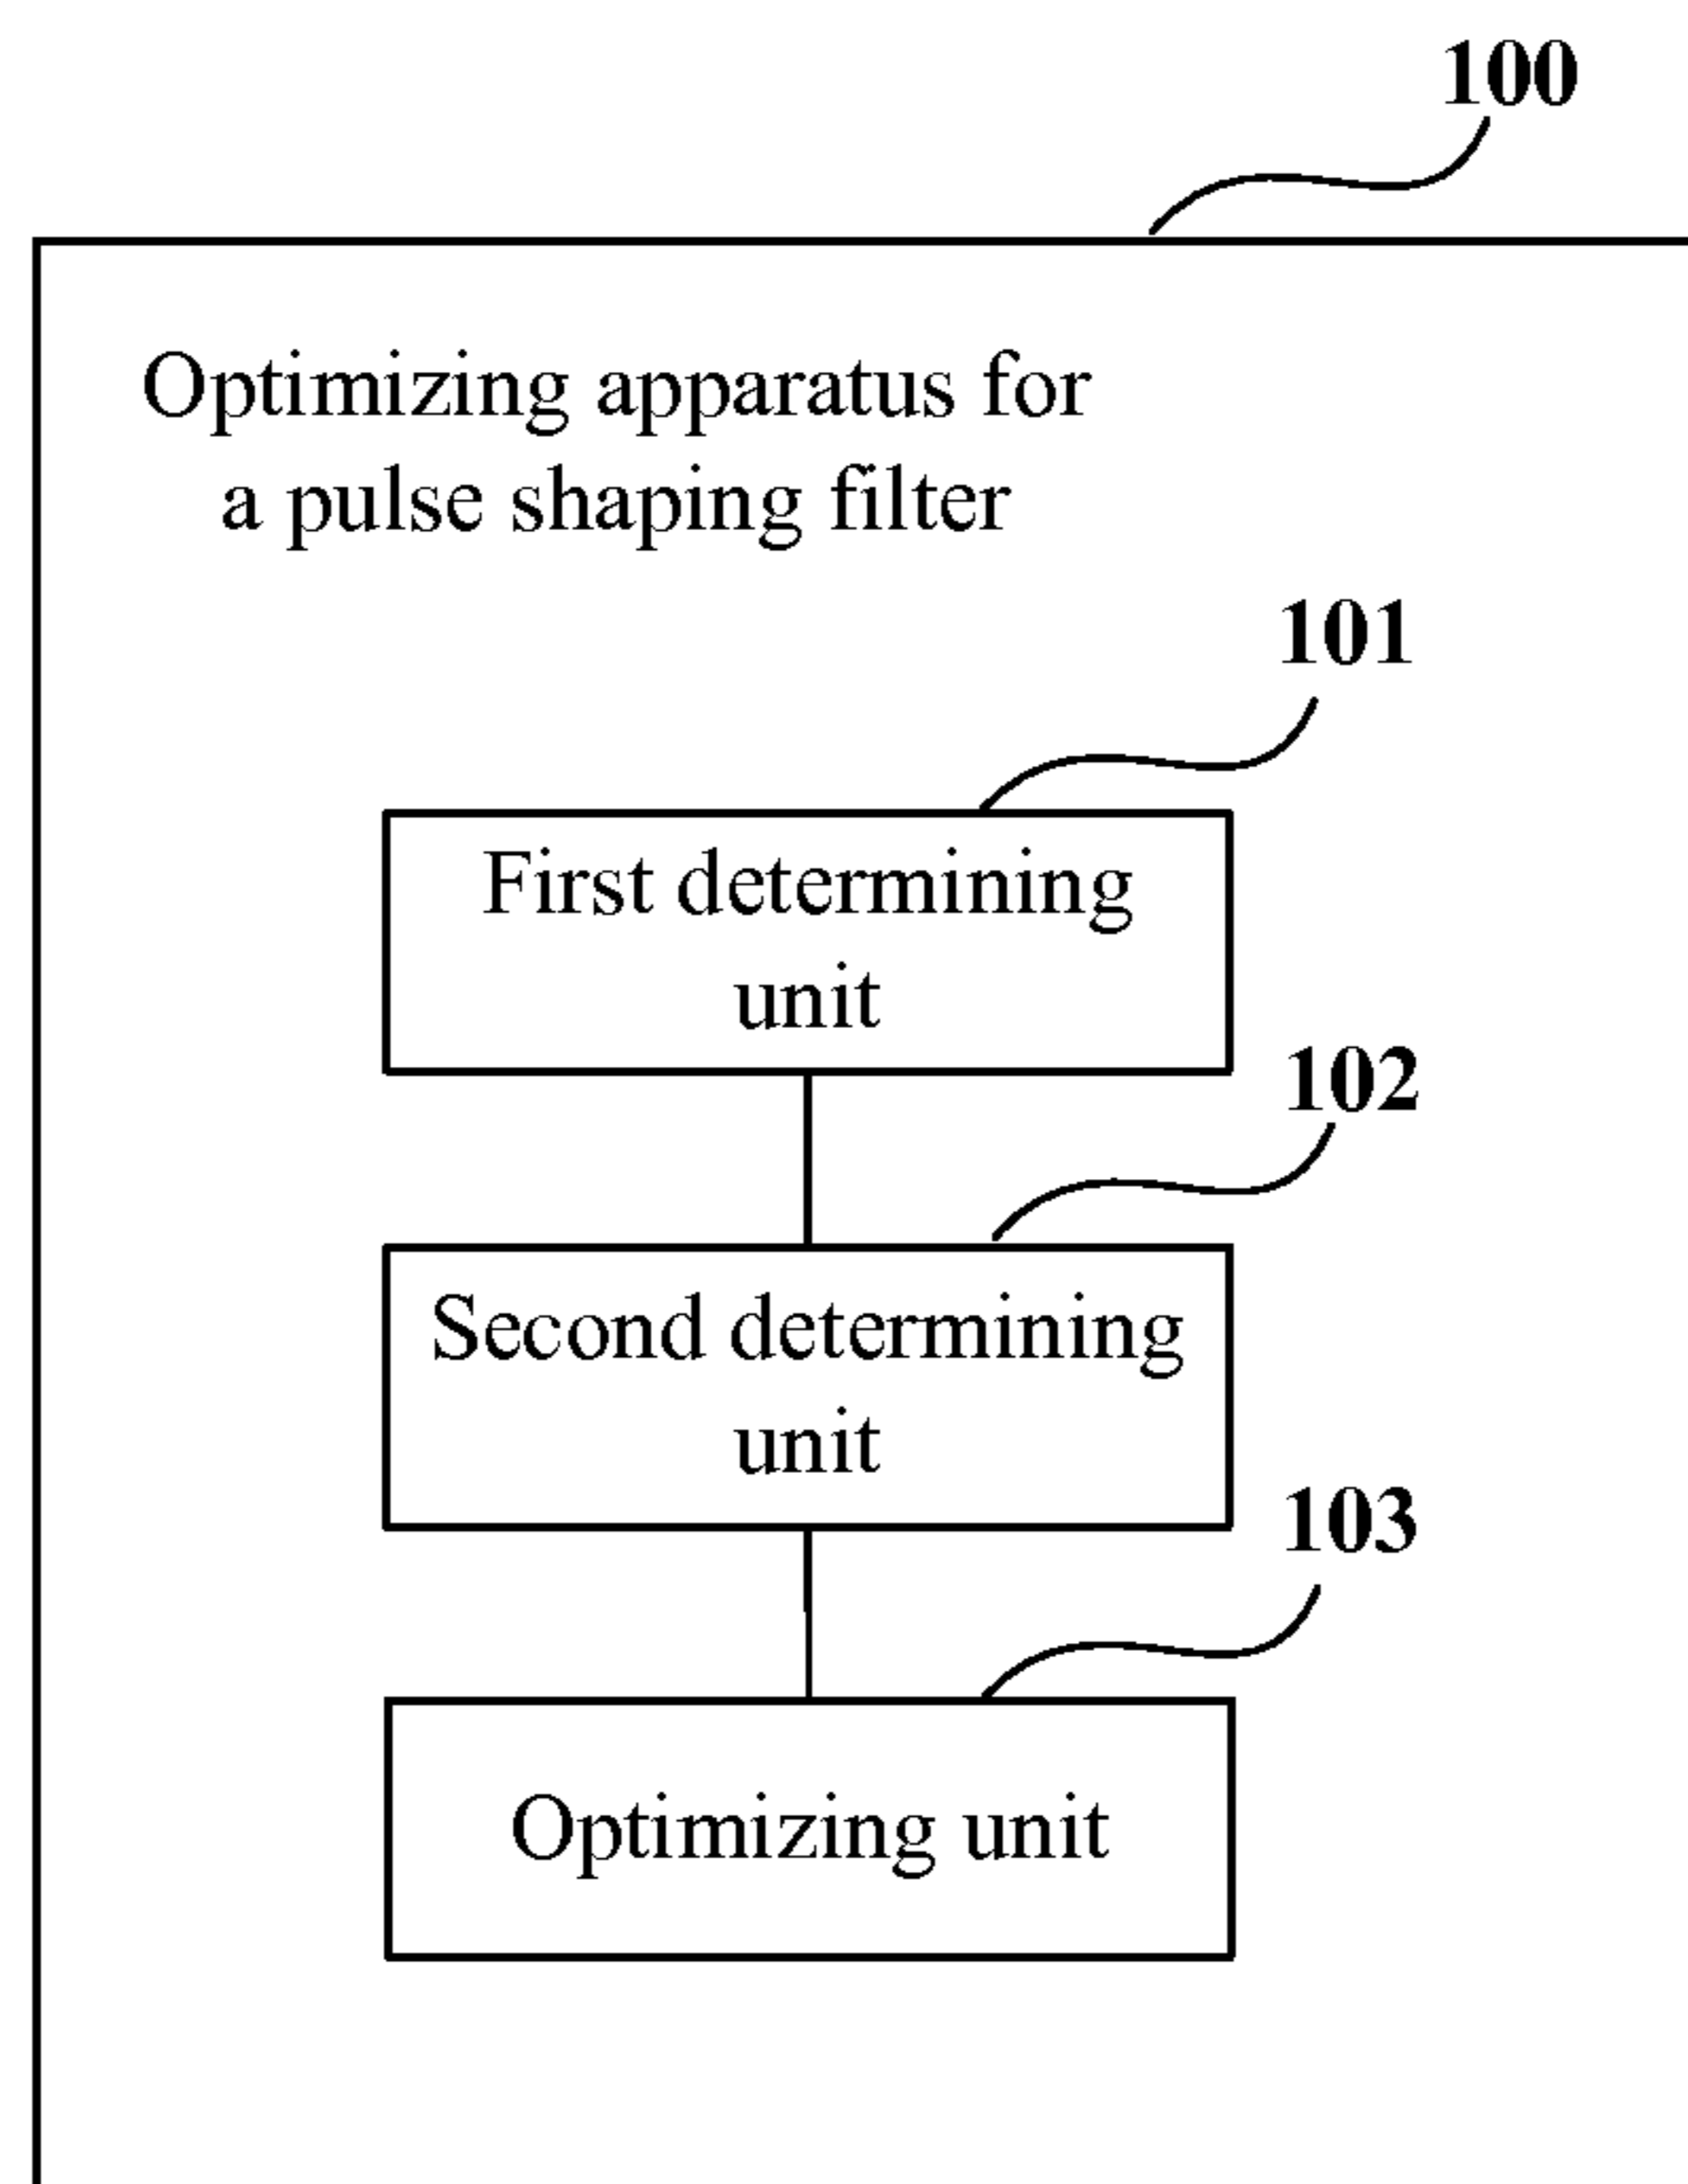 100
Optimizing apparatus for
a pulse shaping filter
101
First determining
unit
102
Second determining
unit
103
Optimizing unit